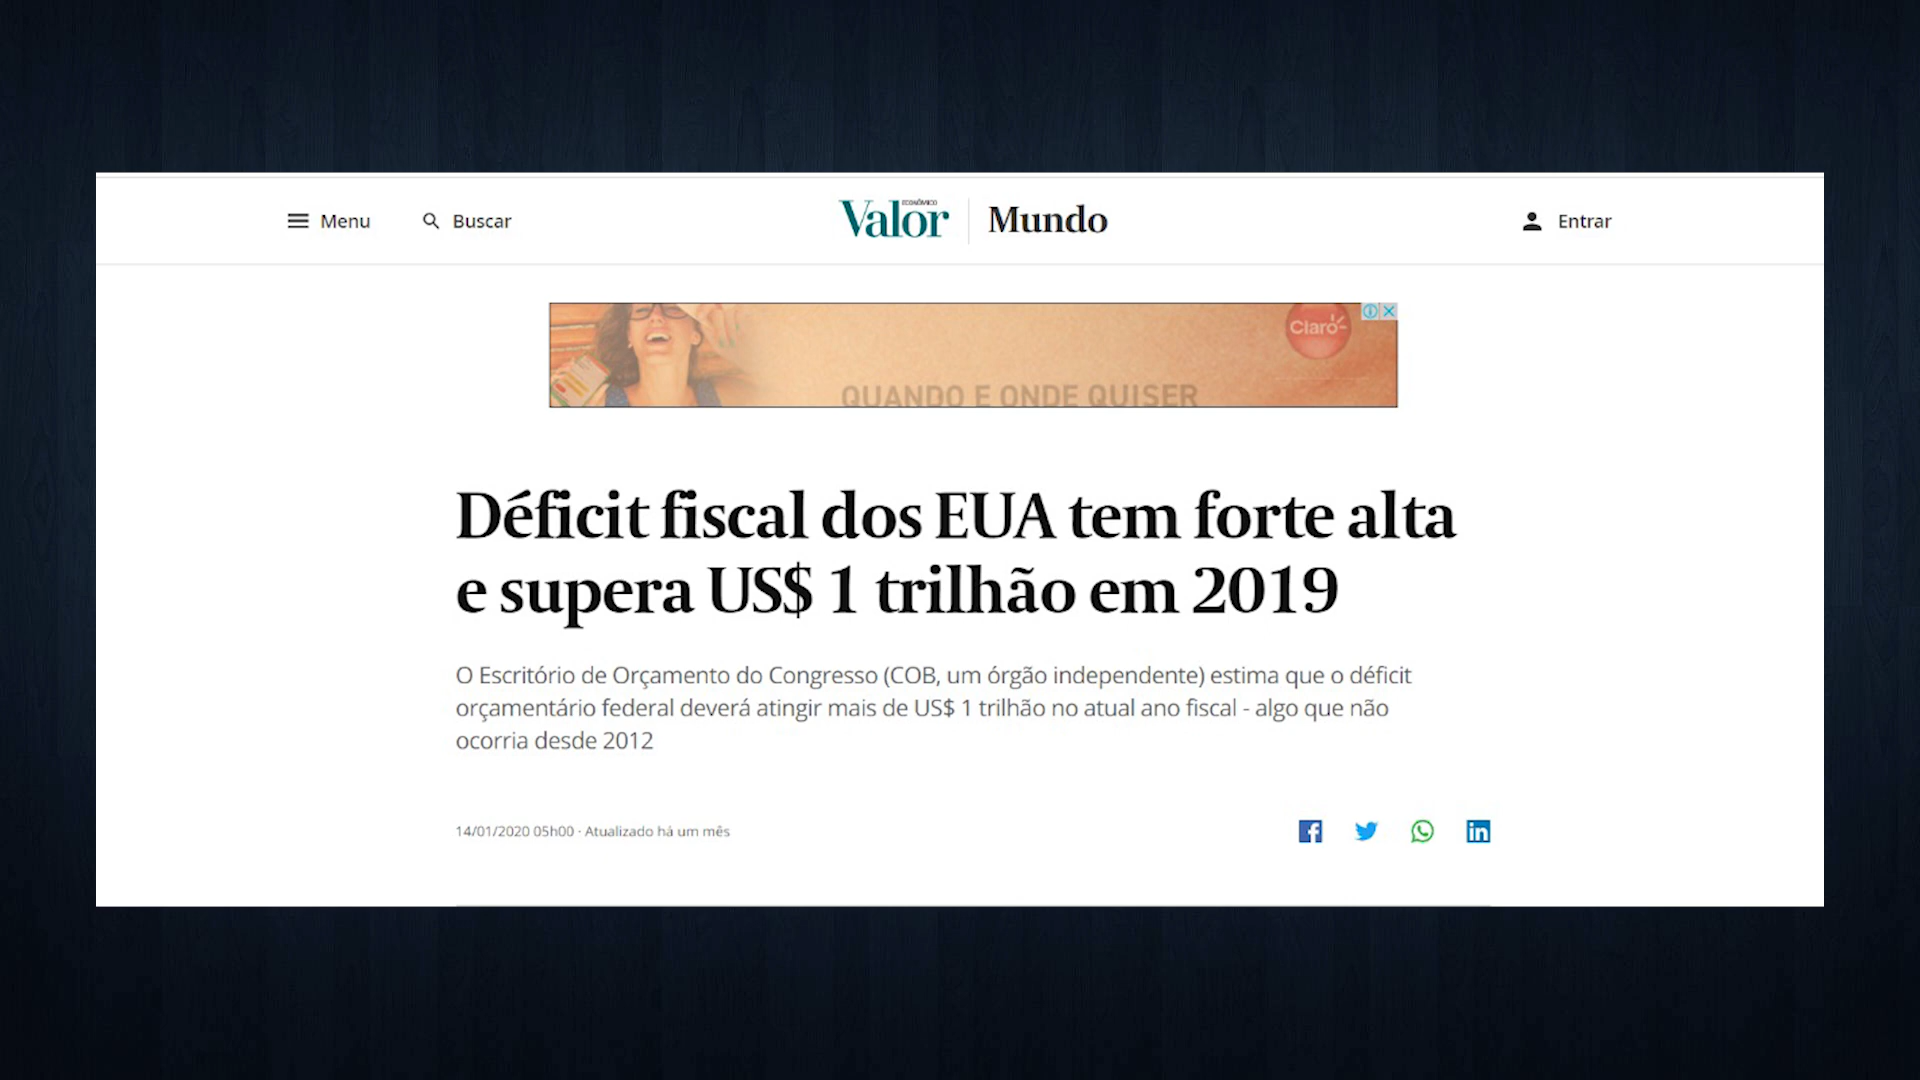 Menu
Buscar
Valor ECONÔMICO
Mundo
Entrar
Claro
QUANDO E ONDE QUISER
Déficit fiscal dos EUA tem forte alta
e supera US$ 1 trilhão em 2019
O Escritório de Orçamento do Congresso (COB, um órgão independente) estima que o déficit
orçamentário federal deverá atingir mais de US$ 1 trilhão no atual ano fiscal - algo que não
ocorria desde 2012
14/01/2020 05h00 · Atualizado há um mês